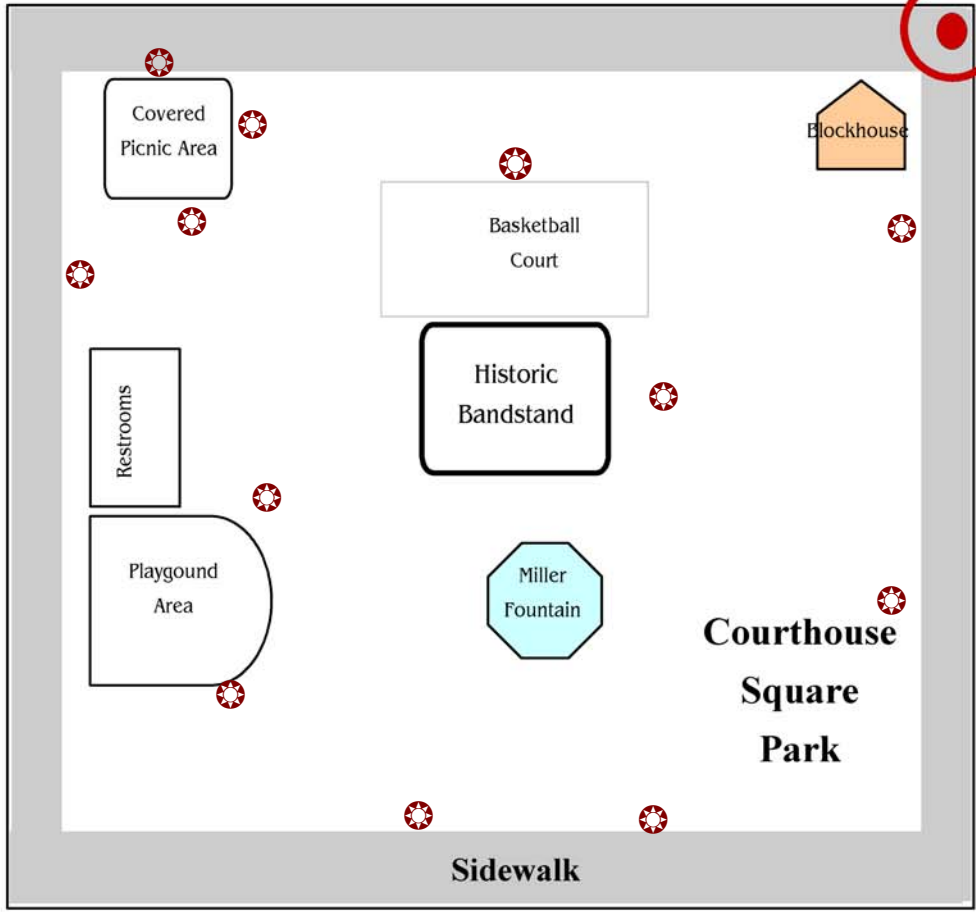 Covered
Picnic Area
Blockhouse
Basketball
Court
Historic
Bandstand
Restrooms
Playgound
Area
Miller
Fountain
Courthouse
Square
Park
Sidewalk